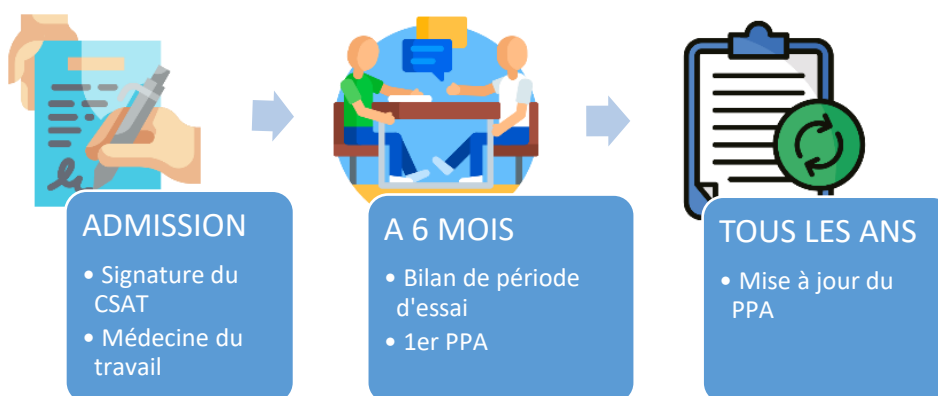 ADMISSION
• Signature du
CSAT
• Médecine du
travail
A 6 MOIS
• Bilan de période
d'essai
• 1er PPA
TOUS LES ANS
• Mise à jour du
PPA